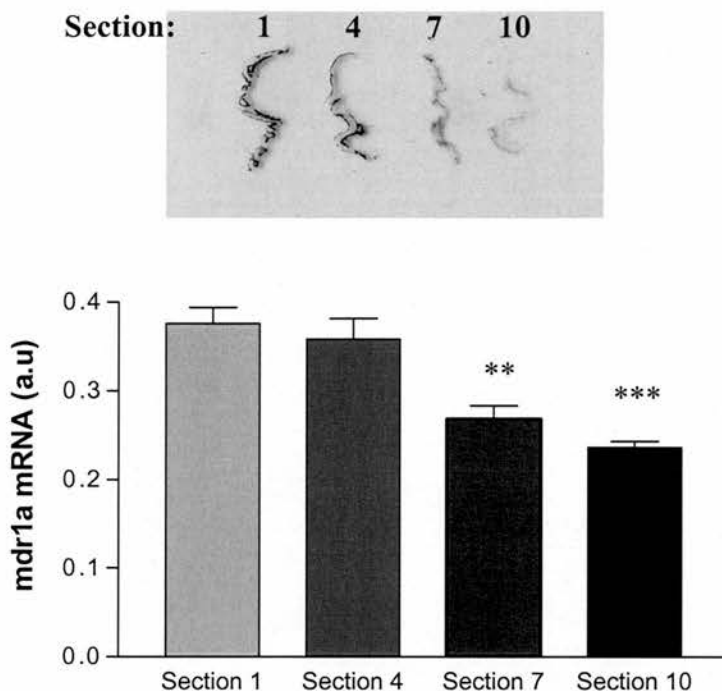 Section: 1 4 7 10
0.4
0.3
0.2
0.1
0.0
mdr1a mRNA (a.u)
**
***
Section 1 Section 4 Section 7 Section 10